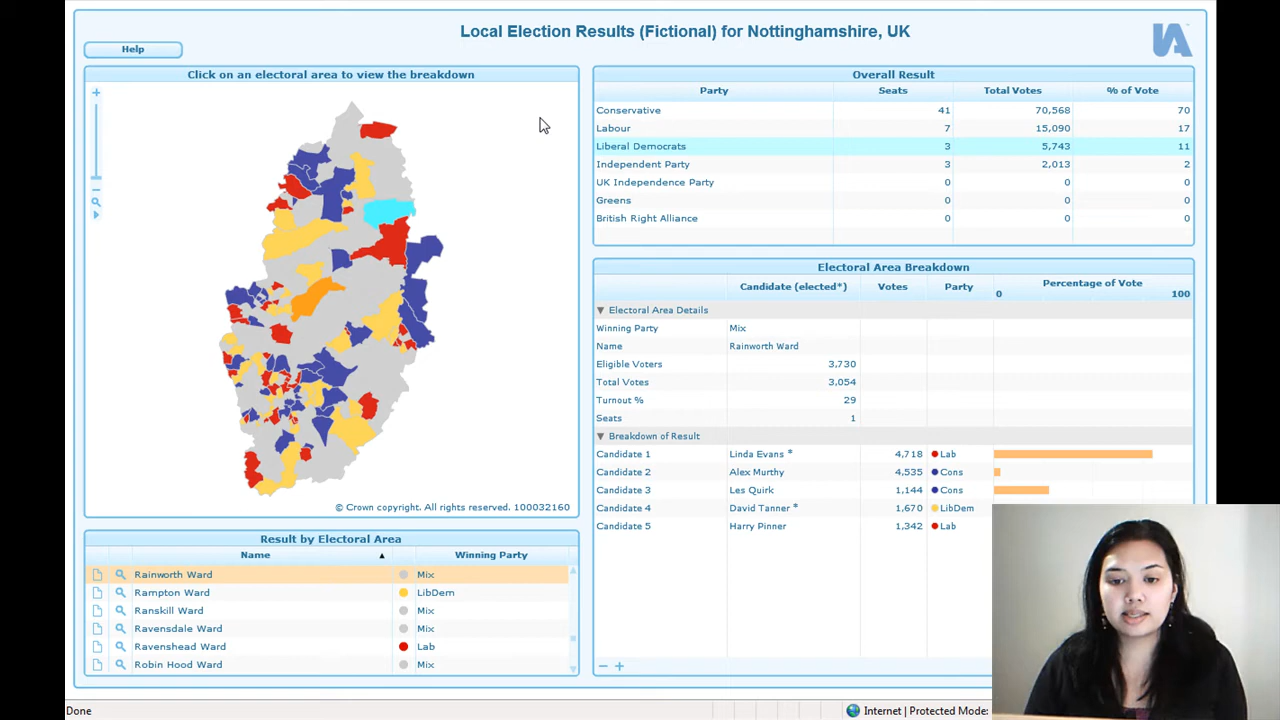 Local Election Results (Fictional) for Nottinghamshire, UK
IA
Help
Click on an electoral area to view the breakdown
© Crown copyright. All rights reserved. 100032160
Result by Electoral Area
Name Winning Party
Rainworth Ward Mix
Rampton Ward LibDem
Ranskill Ward Mix
Ravensdale Ward Mix
Ravenshead Ward Lab
Robin Hood Ward Mix
Overall Result
Party Seats Total Votes % of Vote
Conservative 41 70,568 70
Labour 7 15,090 17
Liberal Democrats 3 5,743 11
Independent Party 3 2,013 2
UK Independence Party 0 0 0
Greens 0 0 0
British Right Alliance 0 0 0
Electoral Area Breakdown
Candidate (elected*) Votes Party Percentage of Vote
0 100
Electoral Area Details
Winning Party Mix
Name Rainworth Ward
Eligible Voters 3,730
Total Votes 3,054
Turnout % 29
Seats 1
Breakdown of Result
Candidate 1 Linda Evans * 4,718 Lab
Candidate 2 Alex Murthy 4,535 Cons
Candidate 3 Les Quirk 1,144 Cons
Candidate 4 David Tanner * 1,670 LibDem
Candidate 5 Harry Pinner 1,342 Lab
Done
Internet | Protected Mode: